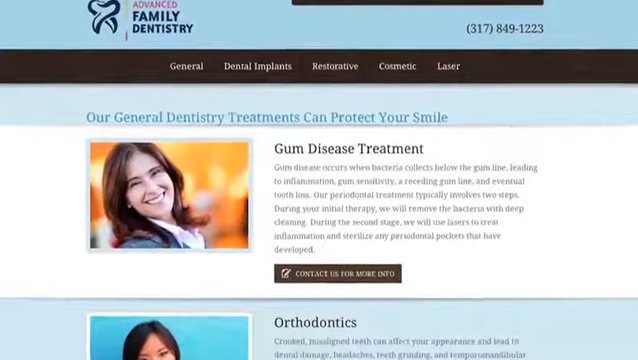 ADVANCED
FAMILY
DENTISTRY
(317) 849-1223
General Dental Implants Restorative Cosmetic Laser
Our General Dentistry Treatments Can Protect Your Smile
Gum Disease Treatment
Gum disease occurs when bacteria collects below the gum line, leading
to inflammation, gum sensitivity, a receding gum line, and eventual
tooth loss. Our periodontal treatment typically involves two steps.
During your initial therapy, we will remove the bacteria with deep
cleaning. During the second stage, we will use lasers to treat
inflammation and sterilize any periodontal pockets that have
developed.
CONTACT US FOR MORE INFO
Orthodontics
Crooked, misaligned teeth can affect your appearance and lead to
dental damage, headaches, teeth grinding, and temporomandibular